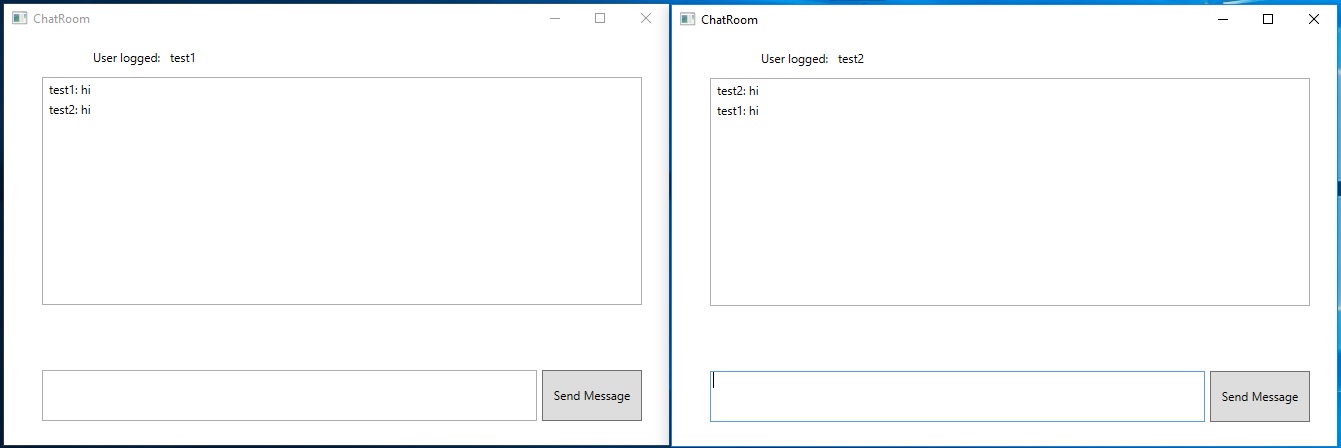 ChatRoom
User logged: test1
test1: hi
test2: hi
Send Message
ChatRoom
User logged: test2
test2: hi
test1: hi
Send Message